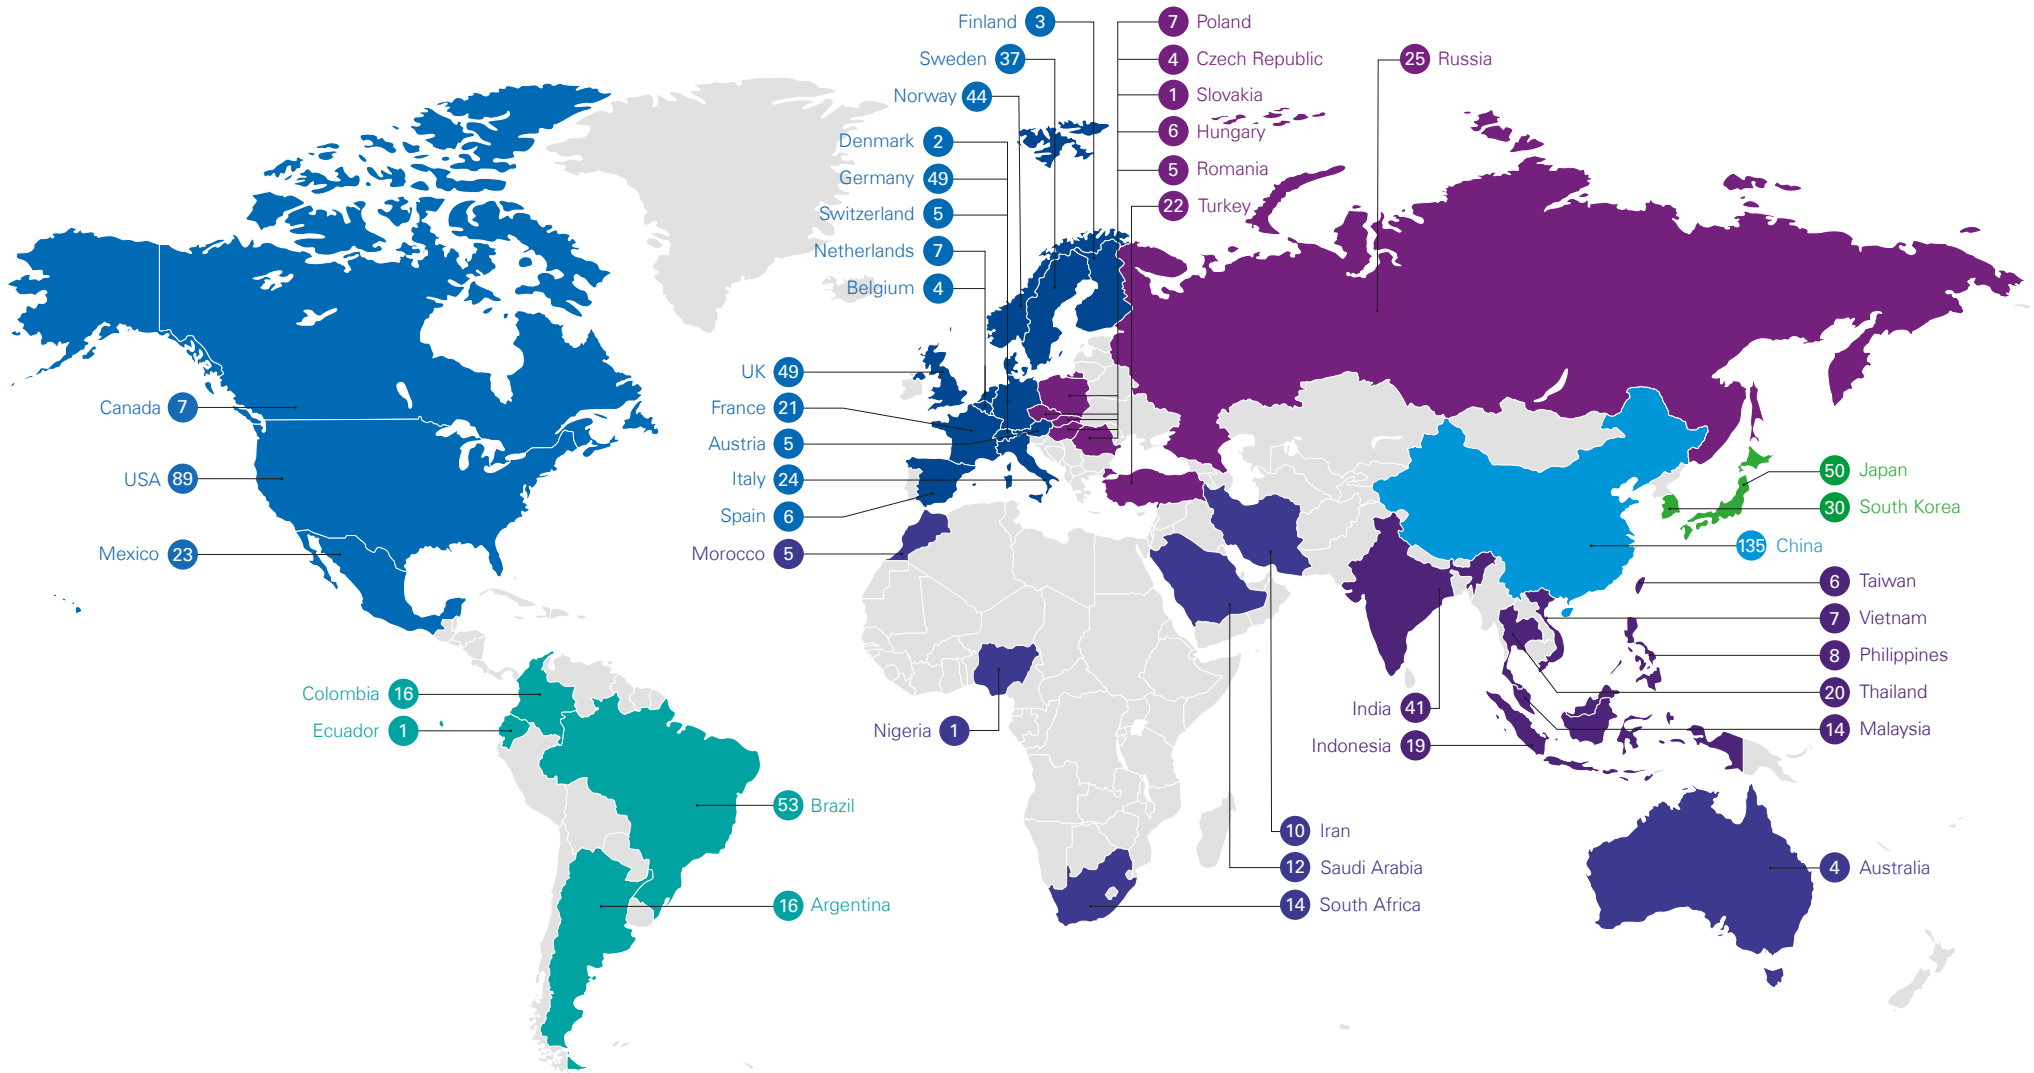 Finland 3
Sweden 37
Norway 44
Denmark 2
Germany 49
Switzerland 5
Netherlands 7
Belgium 4
UK 49
France 21
Austria 5
Italy 24
Spain 6
Morocco 5
7 Poland
4 Czech Republic
1 Slovakia
6 Hungary
5 Romania
22 Turkey
25 Russia
Canada 7
USA 89
Mexico 23
Colombia 16
Ecuador 1
53 Brazil
16 Argentina
Nigeria 1
10 Iran
12 Saudi Arabia
14 South Africa
India 41
Indonesia 19
50 Japan
30 South Korea
135 China
6 Taiwan
7 Vietnam
8 Philippines
20 Thailand
14 Malaysia
4 Australia